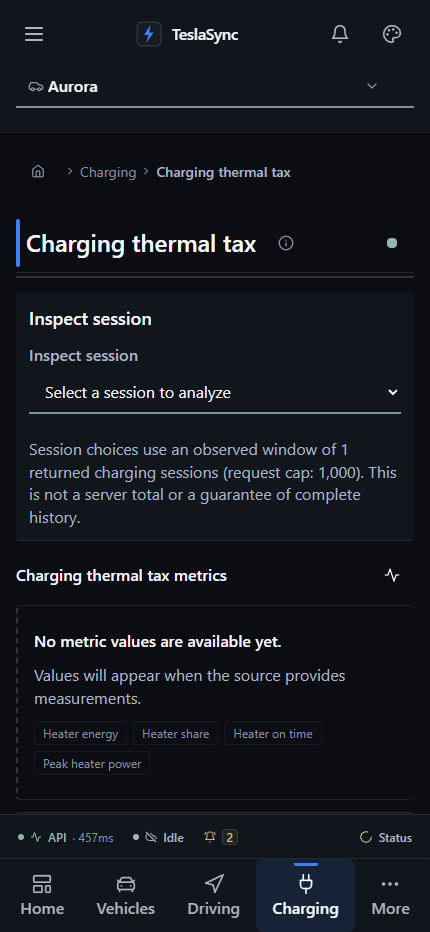 TeslaSync
Aurora
Charging
Charging thermal tax
Charging thermal tax
Inspect session
Inspect session
Select a session to analyze
Session choices use an observed window of 1
returned charging sessions (request cap: 1,000). This
is not a server total or a guarantee of complete
history.
Charging thermal tax metrics
No metric values are available yet.
Values will appear when the source provides
measurements.
Heater energy
Heater share
Heater on time
Peak heater power
API · 457ms
Idle
2
Status
Home
Vehicles
Driving
Charging
More